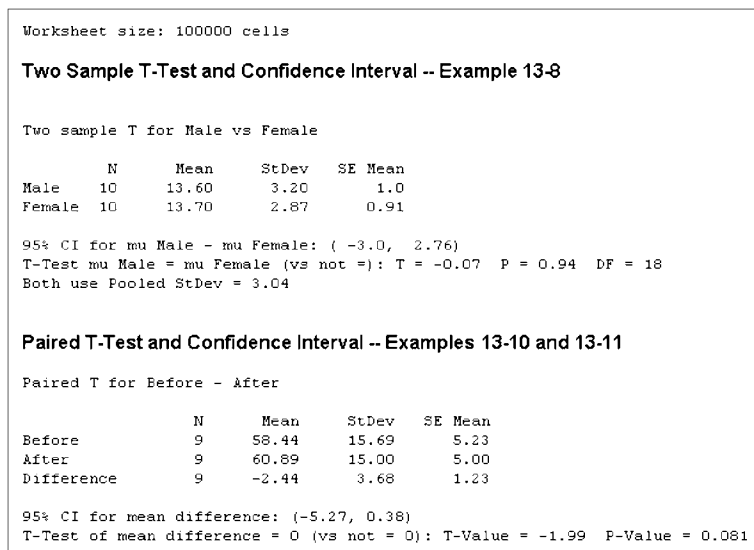 Worksheet size: 100000 cells
Two Sample T-Test and Confidence Interval -- Example 13-8
Two sample T for Male vs Female
N Mean StDev SE Mean
Male 10 13.60 3.20 1.0
Female 10 13.70 2.87 0.91
95% CI for mu Male - mu Female: ( -3.0, 2.76)
T-Test mu Male = mu Female (vs not =): T = -0.07 P = 0.94 DF = 18
Both use Pooled StDev = 3.04
Paired T-Test and Confidence Interval -- Examples 13-10 and 13-11
Paired T for Before - After
N Mean StDev SE Mean
Before 9 58.44 15.69 5.23
After 9 60.89 15.00 5.00
Difference 9 -2.44 3.68 1.23
95% CI for mean difference: (-5.27, 0.38)
T-Test of mean difference = 0 (vs not = 0): T-Value = -1.99 P-Value = 0.081